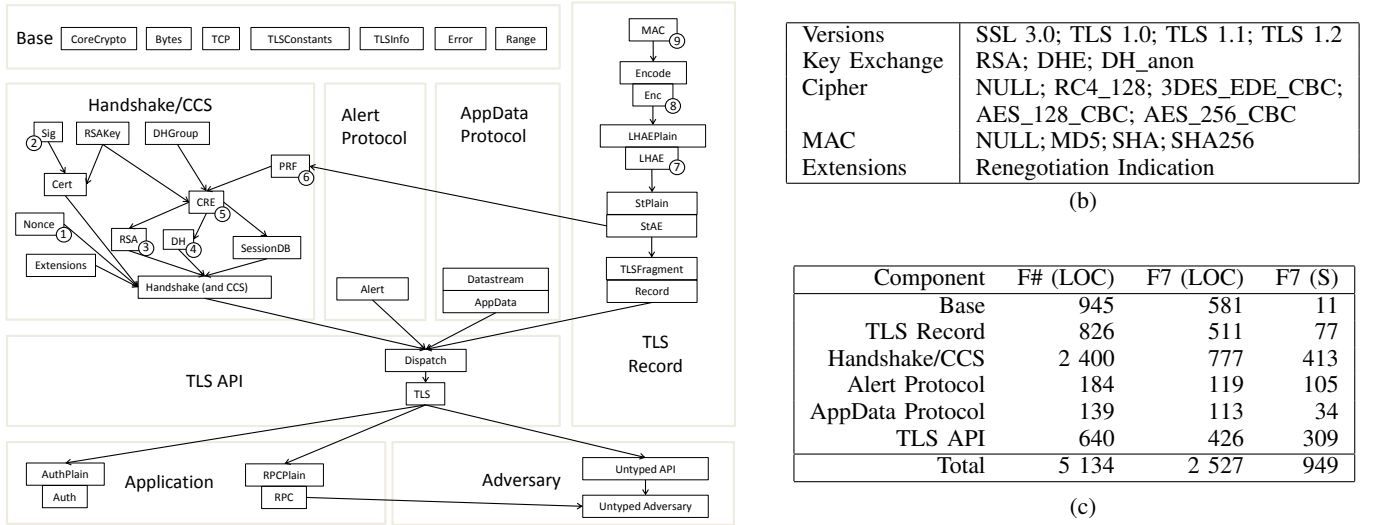 Base
CoreCrypto
Bytes
TCP
TLSConstants
TLSInfo
Error
Range
Handshake/CCS
Sig
2
RSAKey
DHGroup
Cert
PRF
6
CRE
5
Nonce
1
RSA
3
DH
4
SessionDB
Extensions
Handshake (and CCS)
Alert
Protocol
Alert
AppData
Protocol
Datastream
AppData
MAC
9
Encode
Enc
8
LHAEPlain
LHAE
7
StPlain
StAE
TLSFragment
Record
TLS
Record
TLS API
Dispatch
TLS
Application
AuthPlain
Auth
RPCPlain
RPC
Adversary
Untyped API
Untyped Adversary
Versions SSL 3.0; TLS 1.0; TLS 1.1; TLS 1.2
Key Exchange RSA; DHE; DH_anon
Cipher NULL; RC4_128; 3DES_EDE_CBC;
AES_128_CBC; AES_256_CBC
MAC NULL; MD5; SHA; SHA256
Extensions Renegotiation Indication
(b)
Component F# (LOC) F7 (LOC) F7 (S)
Base 945 581 11
TLS Record 826 511 77
Handshake/CCS 2 400 777 413
Alert Protocol 184 119 105
AppData Protocol 139 113 34
TLS API 640 426 309
Total 5 134 2 527 949
(c)